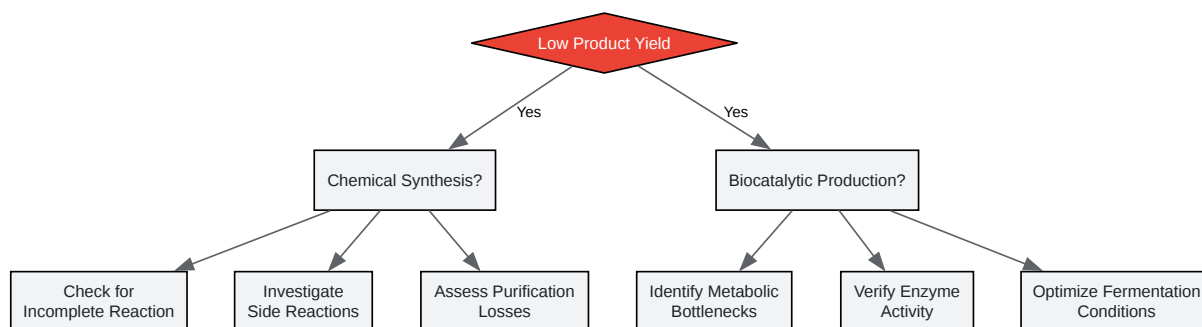 Low Product Yield
Yes
Yes
Chemical Synthesis?
Biocatalytic Production?
Check for
Incomplete Reaction
Investigate
Side Reactions
Assess Purification
Losses
Identify Metabolic
Bottlenecks
Verify Enzyme
Activity
Optimize Fermentation
Conditions